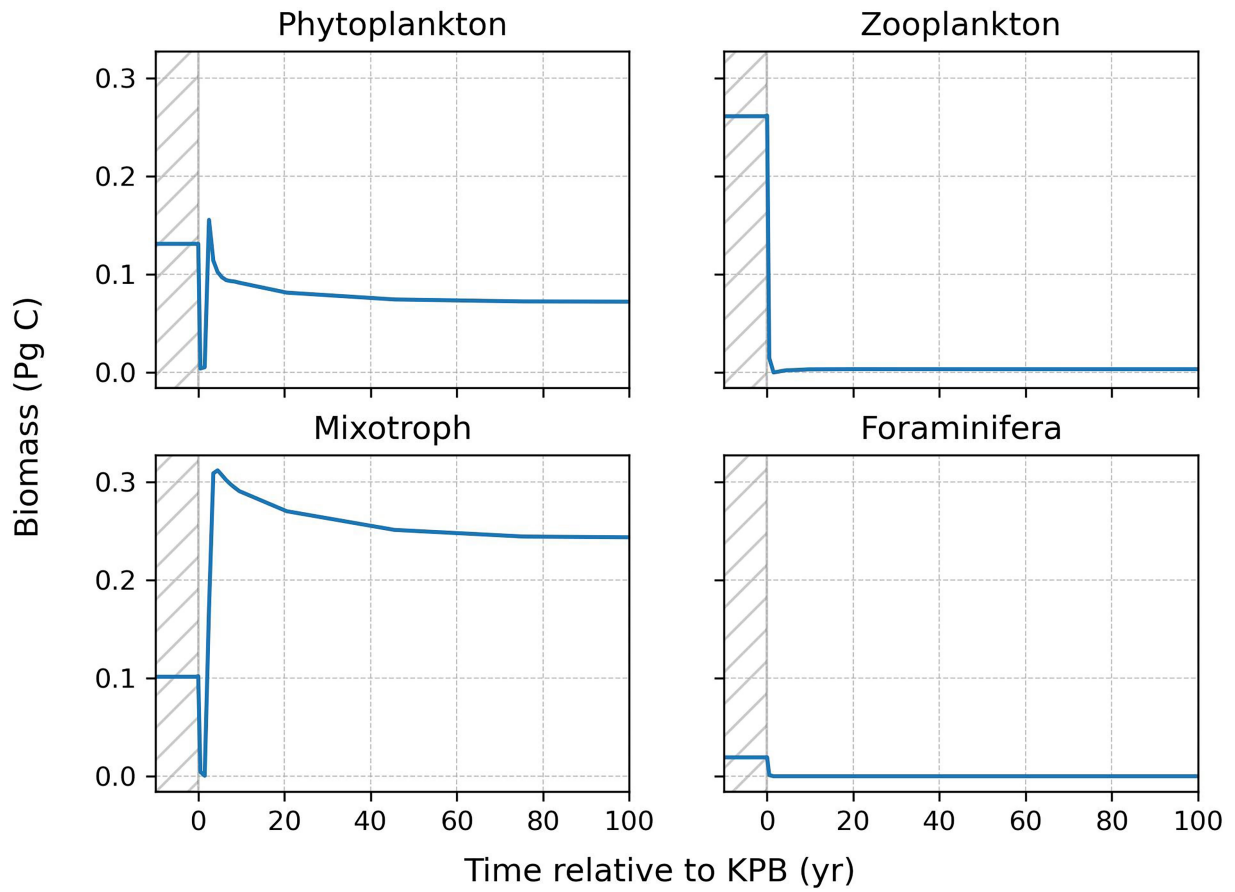 Phytoplankton
Zooplankton
0.3
0.2
0.1
0.0
Mixotroph
Foraminifera
0.3
0.2
0.1
0.0
0 20 40 60 80 100
0 20 40 60 80 100
Biomass (Pg C)
Time relative to KPB (yr)